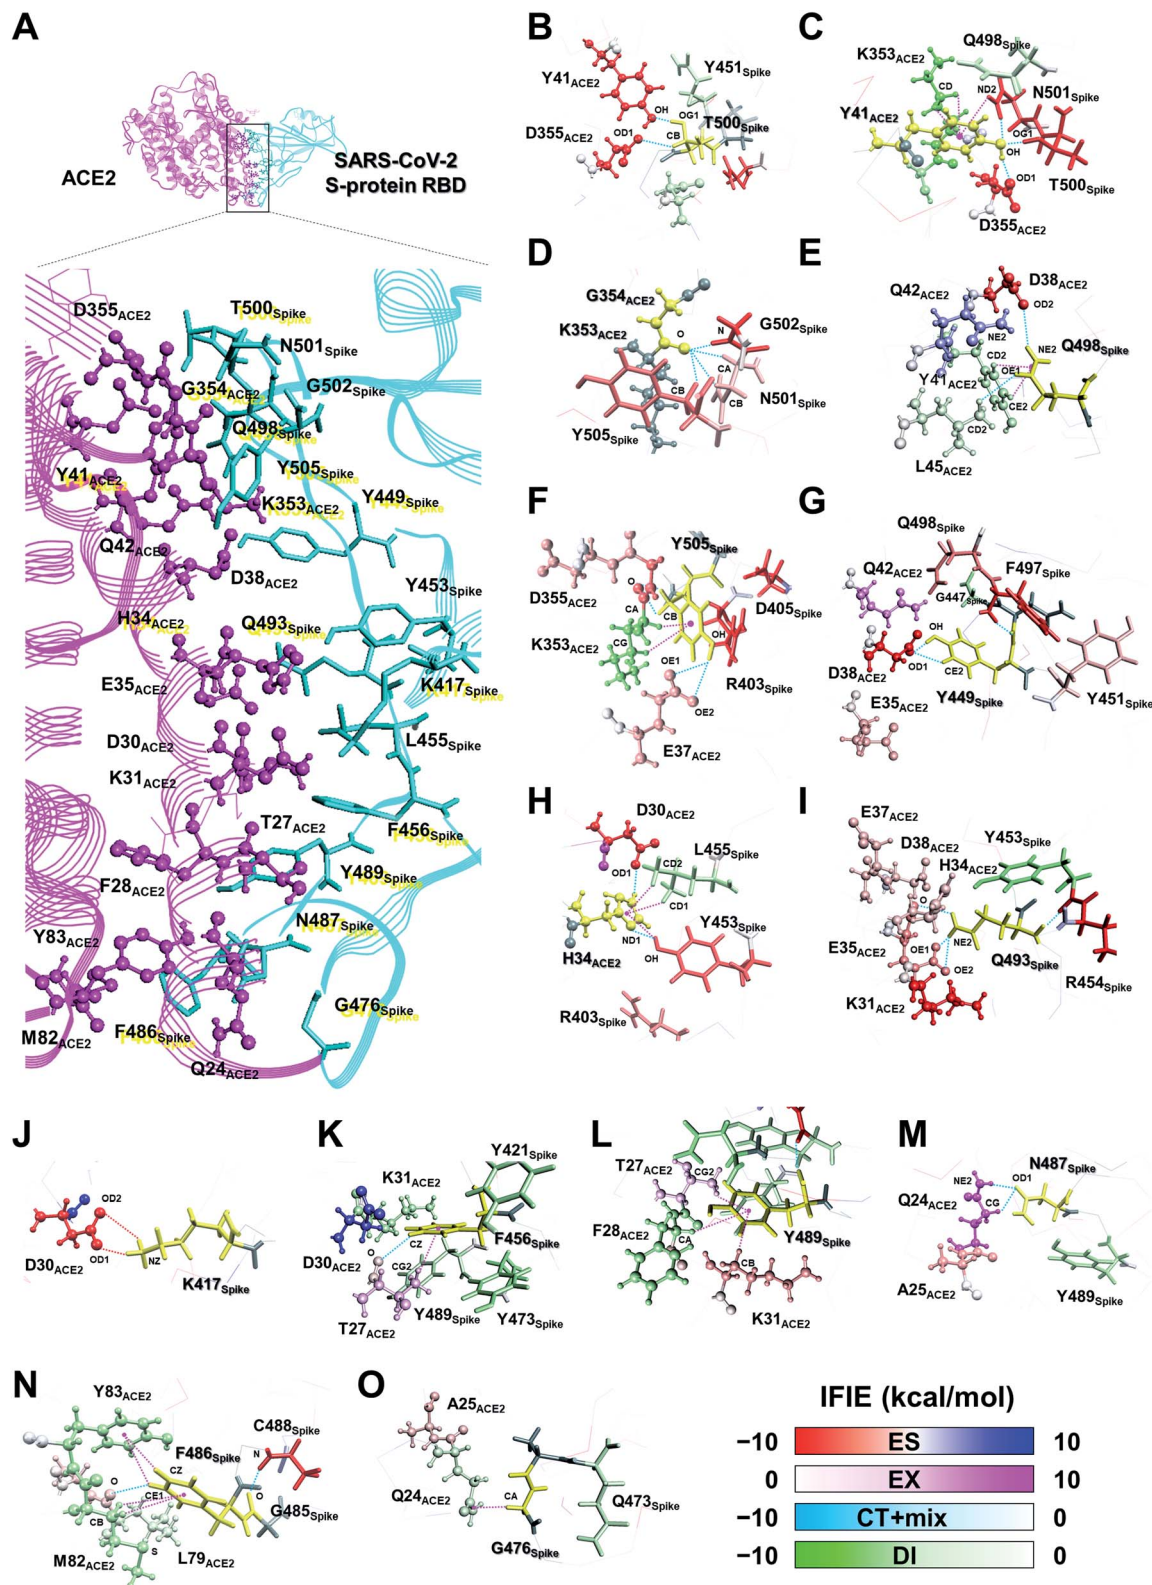 A
ACE2
SARS-CoV-2
S-protein RBD
D355ACE2
T500Spike
N501Spike
G354ACE2
G502Spike
Q498Spike
Y41ACE2
Y505Spike
K353ACE2
Y449Spike
Q42ACE2
D38ACE2
Y453Spike
H34ACE2
Q493Spike
E35ACE2
K417Spike
D30ACE2
L455Spike
K31ACE2
T27ACE2
F456Spike
F28ACE2
Y489Spike
N487Spike
Y83ACE2
G476Spike
M82ACE2
F486Spike
Q24ACE2
B
Y41ACE2
Y451Spike
OH
OG1
D355ACE2
OD1
CB
T500Spike
C
K353ACE2
Q498Spike
CD
ND2
N501Spike
Y41ACE2
OG1
OH
T500Spike
OD1
D355ACE2
D
G354ACE2
O
N
G502Spike
K353ACE2
CA
CB
CB
N501Spike
Y505Spike
E
Q42ACE2
D38ACE2
OD2
NE2
NE2
Q498Spike
CD2
OE1
Y41ACE2
CE2
CD2
L45ACE2
F
Y505Spike
O
D355ACE2
CA
CB
D405Spike
CG
OH
K353ACE2
OE1
R403Spike
OE2
E37ACE2
G
Q498Spike
Q42ACE2
F497Spike
G447Spike
OD1
D38ACE2
CE2
E35ACE2
Y449Spike
Y451Spike
H
D30ACE2
L455Spike
OD1
CD2
CD1
Y453Spike
ND1
H34ACE2
OH
R403Spike
I
E37ACE2
D38ACE2
Y453Spike
H34ACE2
O
E35ACE2
OE1
NE2
OE2
Q493Spike
K31ACE2
R454Spike
J
OD2
D30ACE2
OD1
NZ
K417Spike
K
Y421Spike
K31ACE2
F456Spike
D30ACE2
O
CZ
CG2
Y489Spike
Y473Spike
T27ACE2
L
T27ACE2
CG2
F28ACE2
CA
Y489Spike
CB
K31ACE2
M
N487Spike
NE2
OD1
Q24ACE2
CG
A25ACE2
Y489Spike
N
Y83ACE2
C488Spike
F486Spike
N
CZ
O
CE1
O
CB
G485Spike
S
M82ACE2
L79ACE2
O
A25ACE2
Q24ACE2
CA
Q473Spike
G476Spike
IFIE (kcal/mol)
−10 ES 10
0 EX 10
−10 CT+mix 0
−10 DI 0